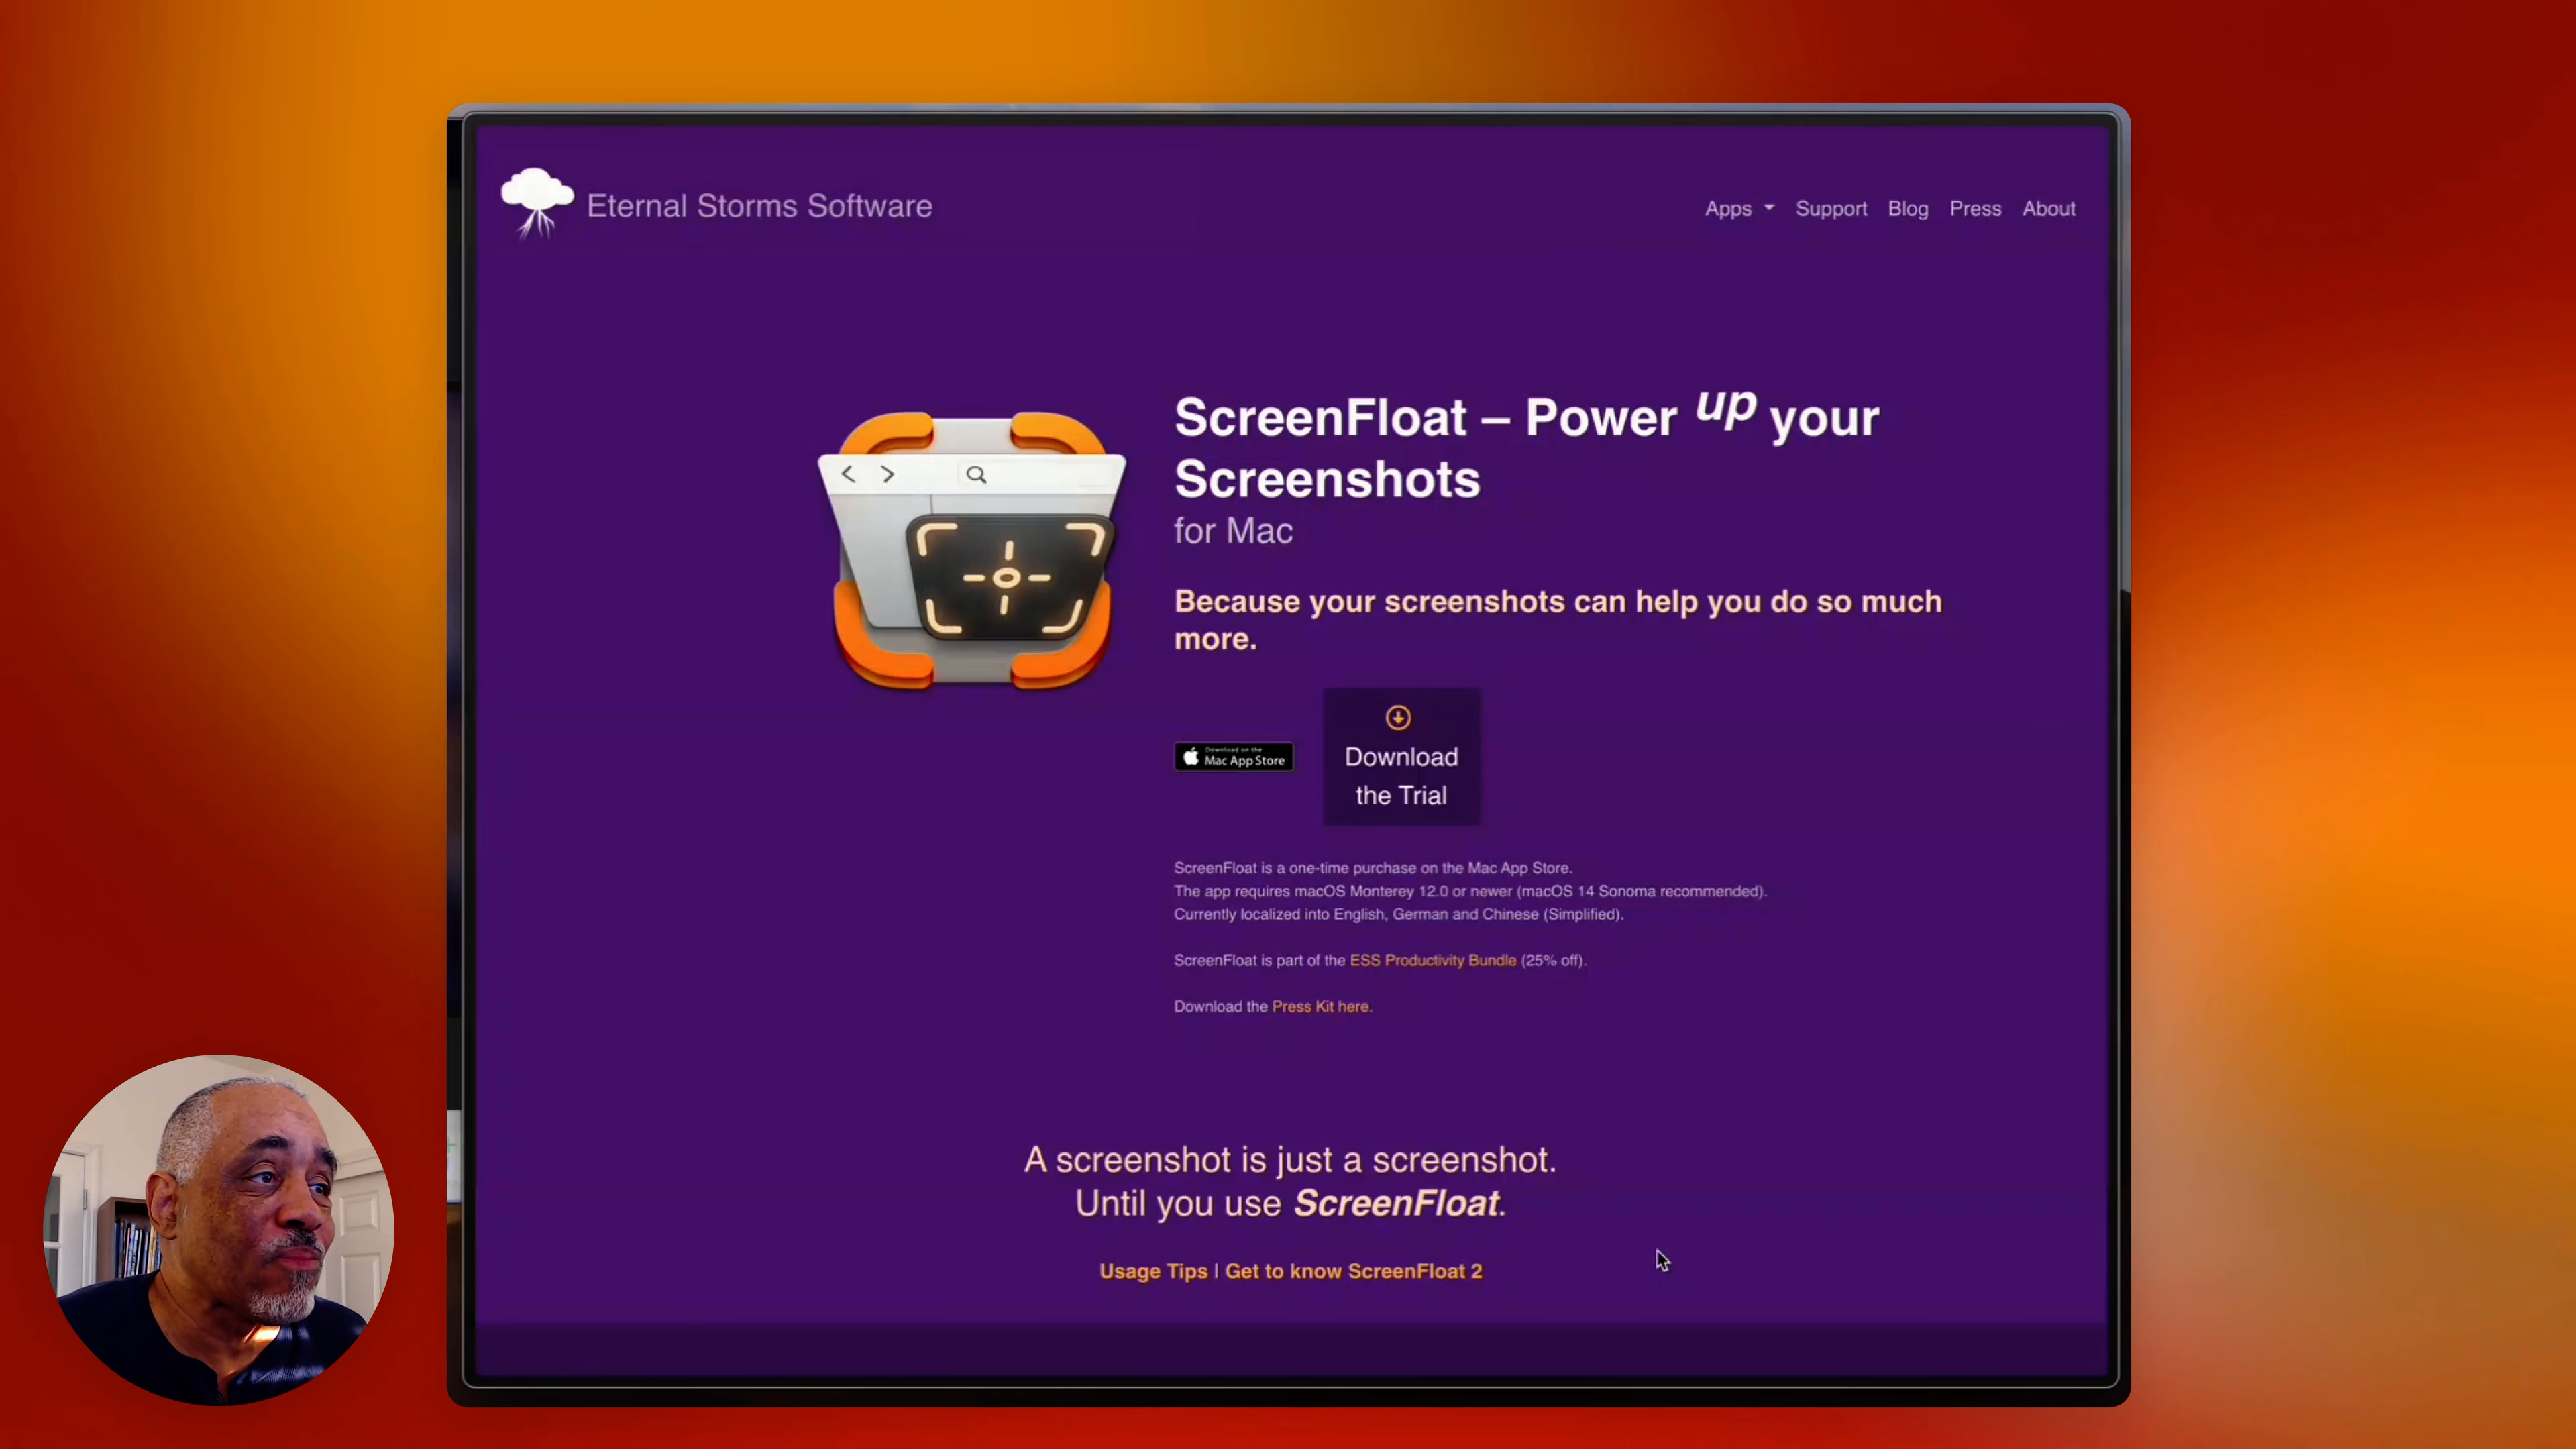 Eternal Storms Software
Apps Support Blog Press About
ScreenFloat – Power up your
Screenshots
for Mac
Because your screenshots can help you do so much
more.
Download on the
Mac App Store
Download
the Trial
ScreenFloat is a one-time purchase on the Mac App Store.
The app requires macOS Monterey 12.0 or newer (macOS 14 Sonoma recommended).
Currently localized into English, German and Chinese (Simplified).
ScreenFloat is part of the ESS Productivity Bundle (25% off).
Download the Press Kit here.
A screenshot is just a screenshot.
Until you use ScreenFloat.
Usage Tips | Get to know ScreenFloat 2